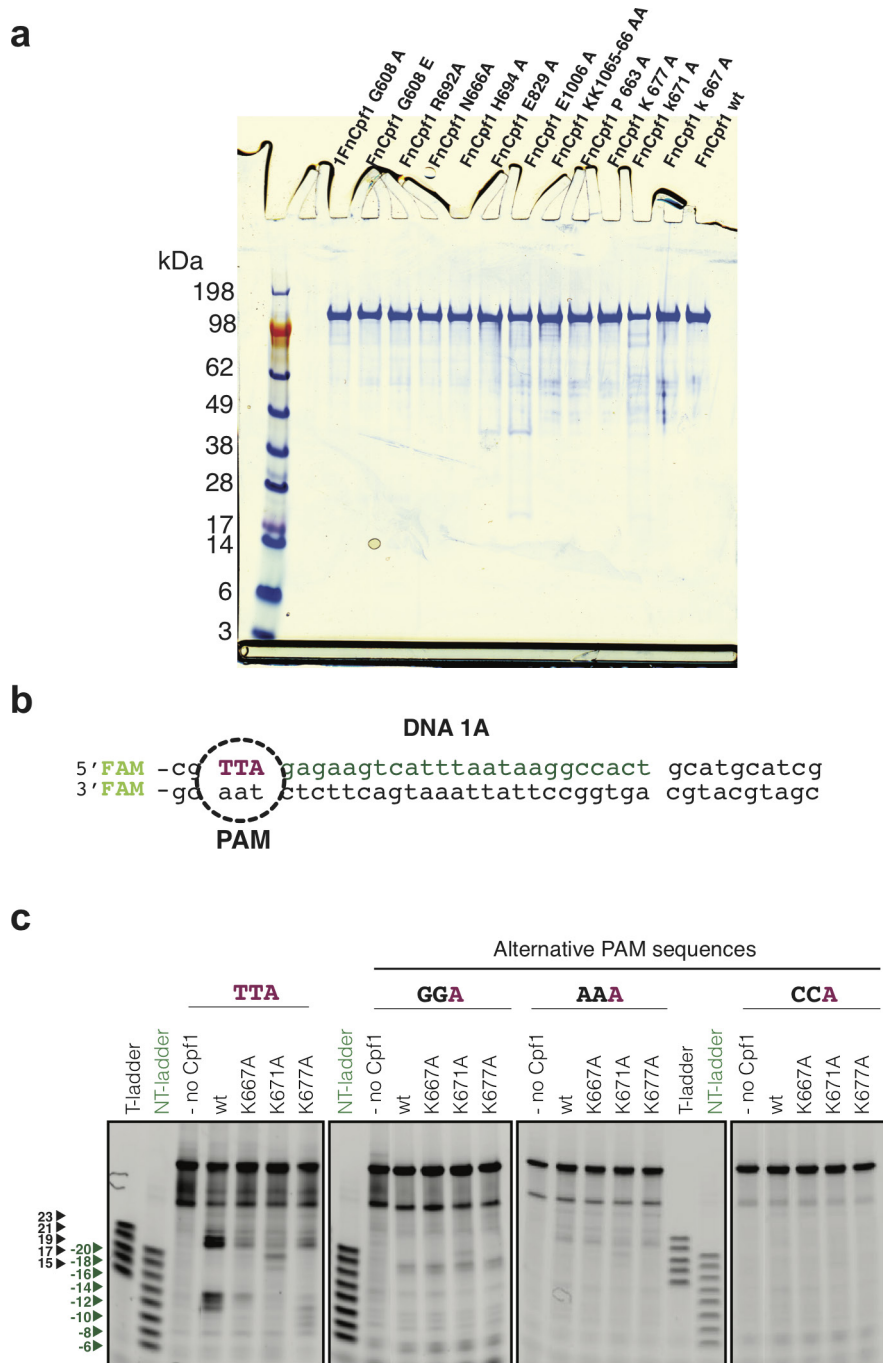 a
1FnCpf1 G608 A
FnCpf1 G608 E
FnCpf1 R692A
FnCpf1 N666A
FnCpf1 H694 A
FnCpf1 E829 A
FnCpf1 E1006 A
FnCpf1 KK1065-66 AA
FnCpf1 P 663 A
FnCpf1 K 677 A
FnCpf1 k671 A
FnCpf1 k 667 A
FnCpf1 wt
kDa
198
98
62
49
38
28
17
14
6
3
b
DNA 1A
5'FAM -cg TTA gagaagtcatttaataaggccact gcatgcatcg
3'FAM -gc aat ctcttcagtaaattattccggtga cgtacgtagc
PAM
c
Alternative PAM sequences
TTA GGA AAA CCA
T-ladder NT-ladder - no Cpf1 wt K667A K671A K677A NT-ladder - no Cpf1 wt K667A K671A K677A - no Cpf1 wt K667A K671A K677A T-ladder NT-ladder - no Cpf1 wt K667A K671A K677A
23
21
19
17 -20
15 -18
-16
-14
-12
-10
-8
-6